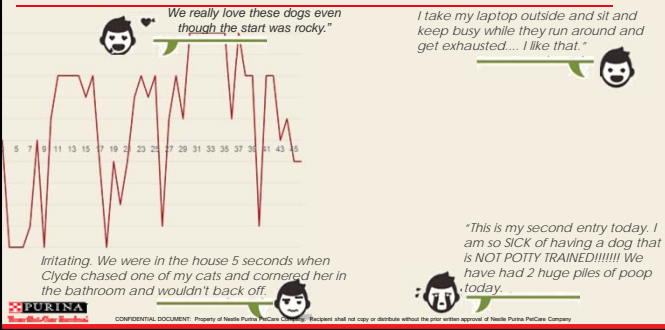 We really love these dogs even
though the start was rocky.”
I take my laptop outside and sit and
keep busy while they run around and
get exhausted.... I like that.”
5 7 9 11 13 15 17 19 21 23 25 27 29 31 33 35 37 39 41 43 45
Irritating. We were in the house 5 seconds when
Clyde chased one of my cats and cornered her in
the bathroom and wouldn't back off.
“This is my second entry today. I
am so SICK of having a dog that
is NOT POTTY TRAINED!!!!!!! We
have had 2 huge piles of poop
today.
PURINA
CONFIDENTIAL DOCUMENT: Property of Nestle Purina PetCare Company. Recipient shall not copy or distribute without the prior written approval of Nestle Purina PetCare Company